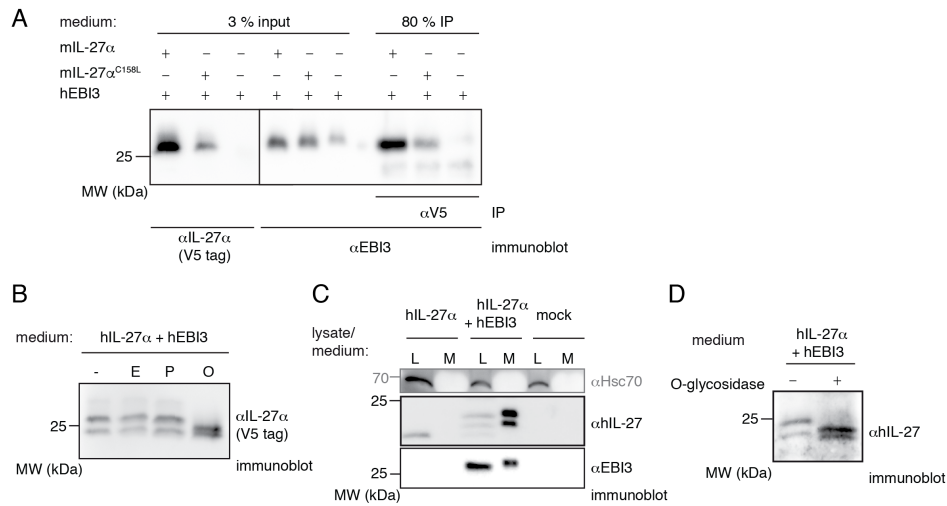 A
medium: 3 % input 80 % IP
mIL-27α + − − + − − + − −
mIL-27αC158L − + − − + − − + −
hEBI3 + + + + + + + + +
25
MW (kDa)
αV5 IP
αIL-27α
(V5 tag) αEBI3 immunoblot
B
medium: hIL-27α + hEBI3
- E P O
25
αIL-27α
(V5 tag)
MW (kDa) immunoblot
C
hIL-27α hIL-27α
+ hEBI3 mock
lysate/
medium:
L M L M L M
70 αHsc70
25
αhIL-27
25 αEBI3
MW (kDa) immunoblot
D
medium hIL-27α
+ hEBI3
O-glycosidase − +
25
αhIL-27
MW (kDa) immunoblot